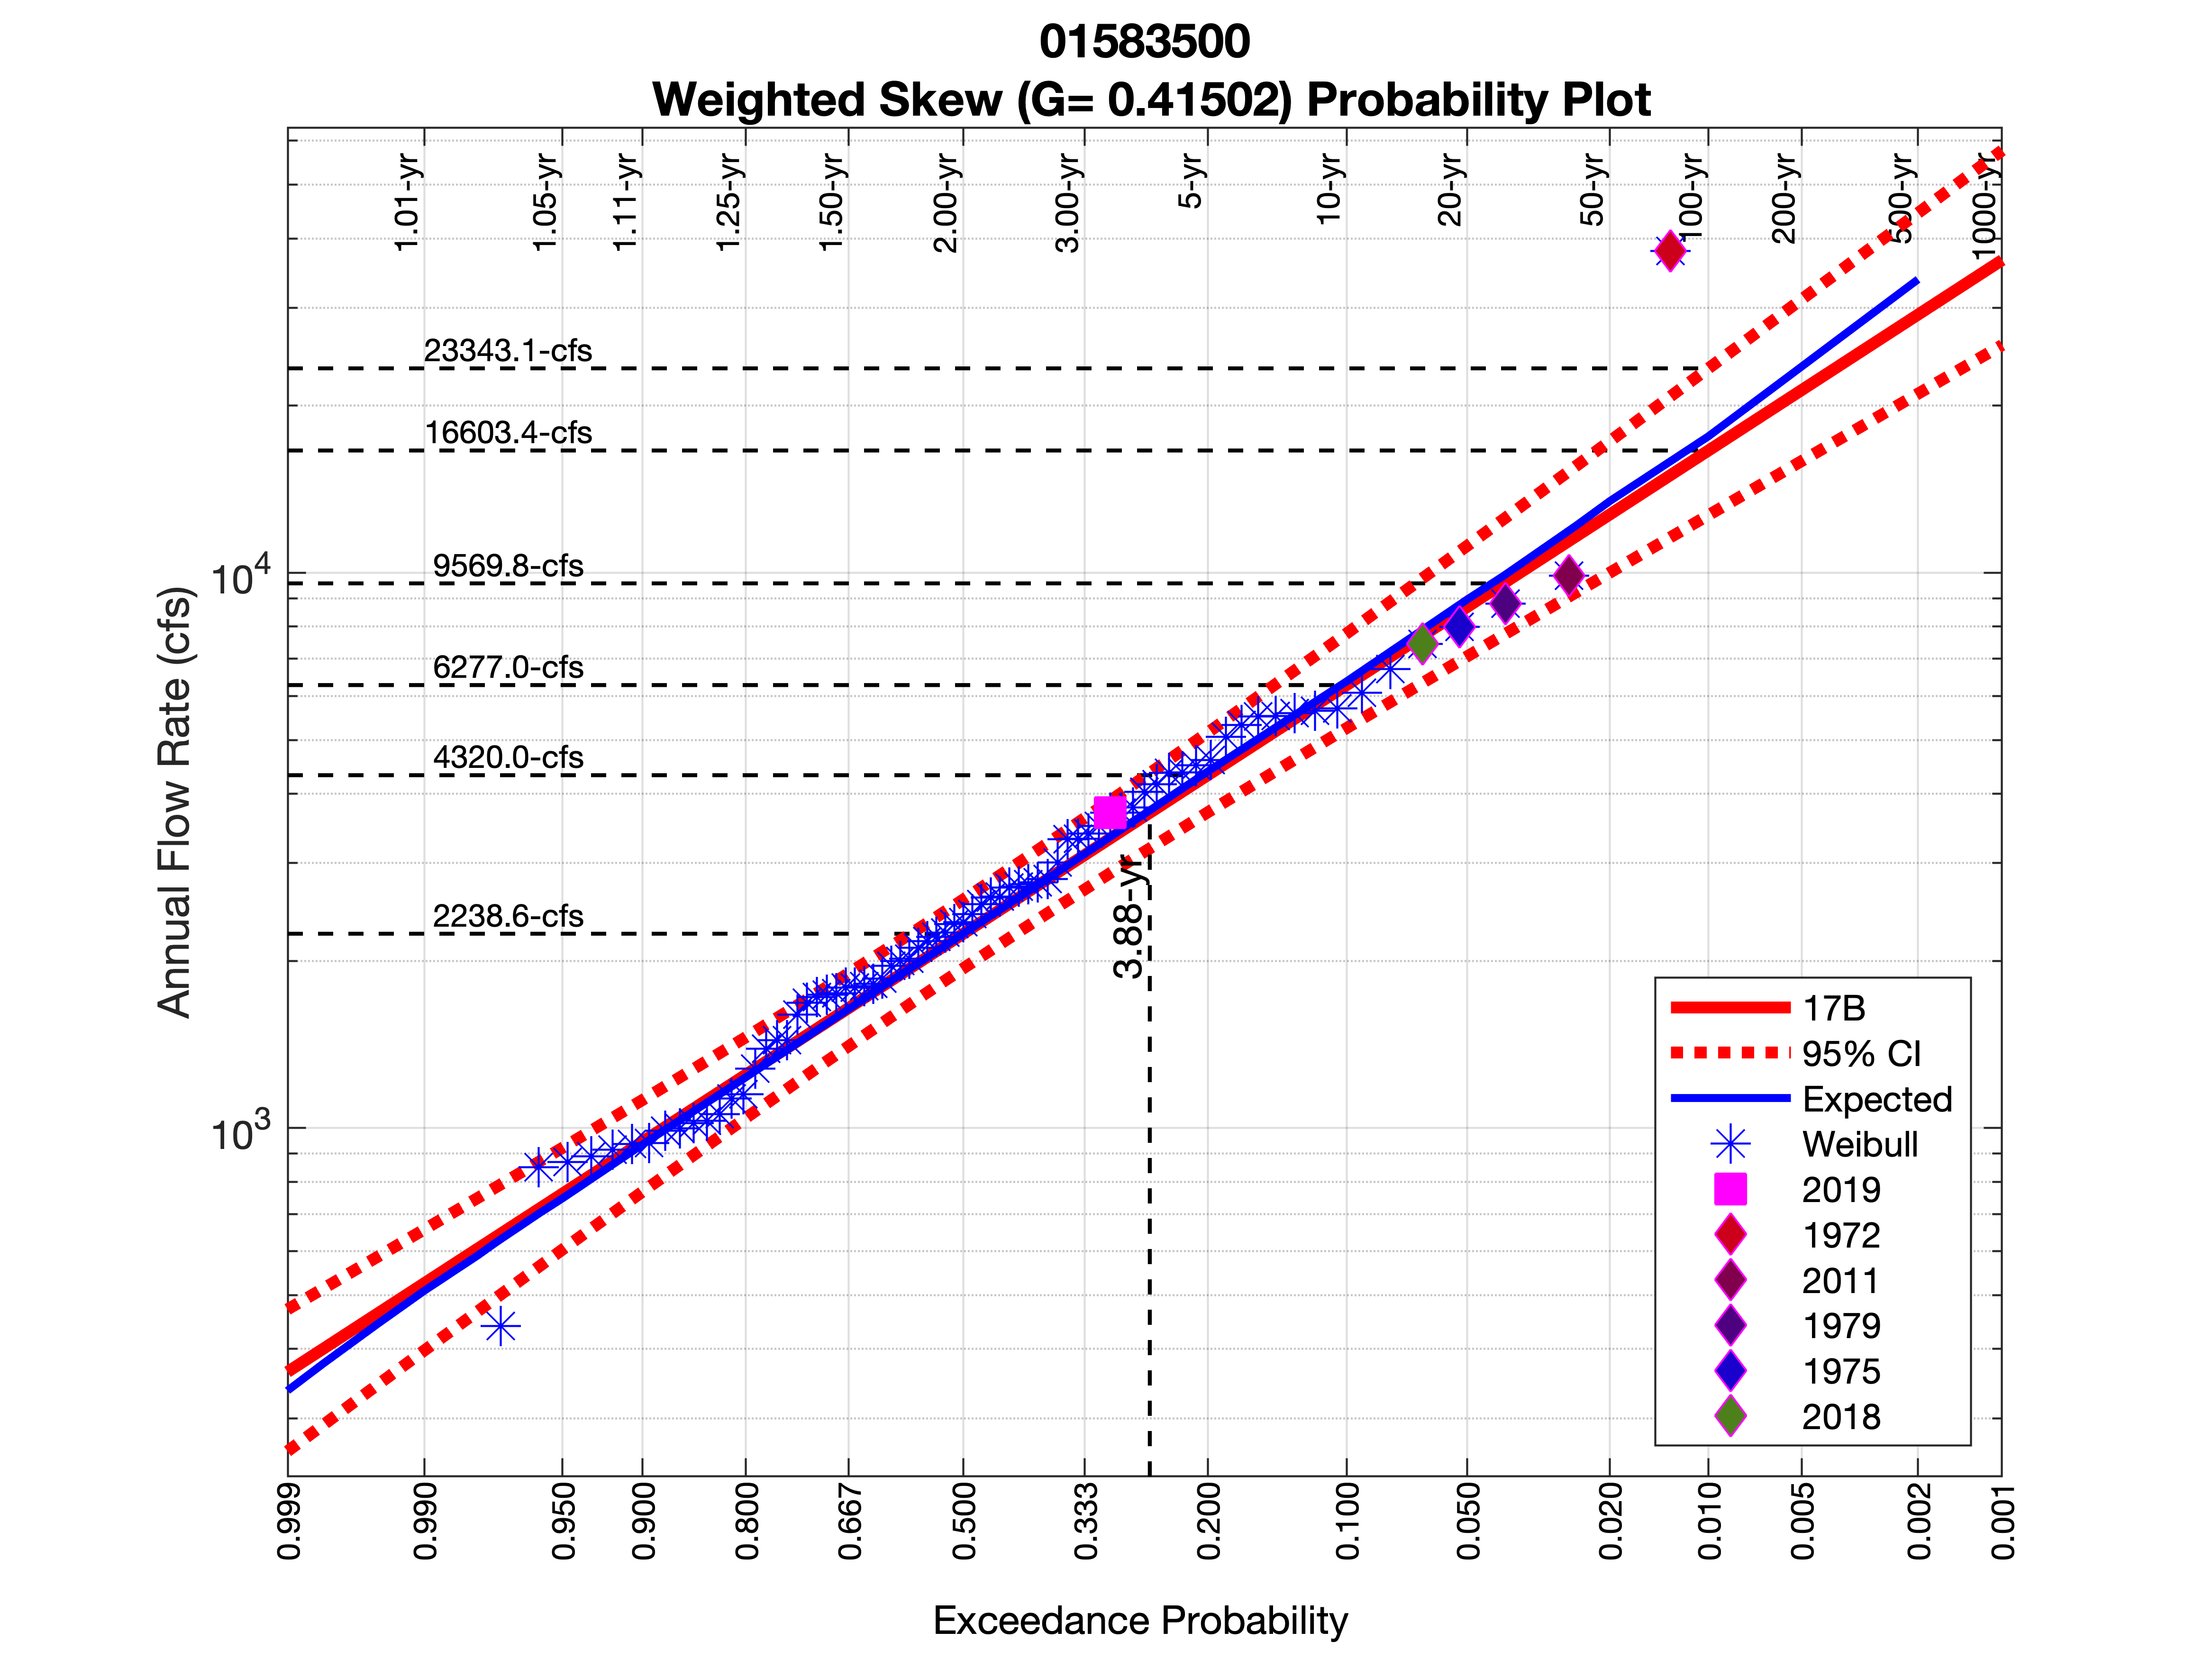 01583500
Weighted Skew (G= 0.41502) Probability Plot
1.01-yr
1.05-yr
1.11-yr
1.25-yr
1.50-yr
2.00-yr
3.00-yr
5-yr
10-yr
20-yr
50-yr
100-yr
200-yr
500-yr
1000-yr
23343.1-cfs
16603.4-cfs
9569.8-cfs
6277.0-cfs
4320.0-cfs
2238.6-cfs
3.88-yr
10^4
10^3
Annual Flow Rate (cfs)
17B
95% CI
Expected
Weibull
2019
1972
2011
1979
1975
2018
0.999
0.990
0.950
0.900
0.800
0.667
0.500
0.333
0.200
0.100
0.050
0.020
0.010
0.005
0.002
0.001
Exceedance Probability